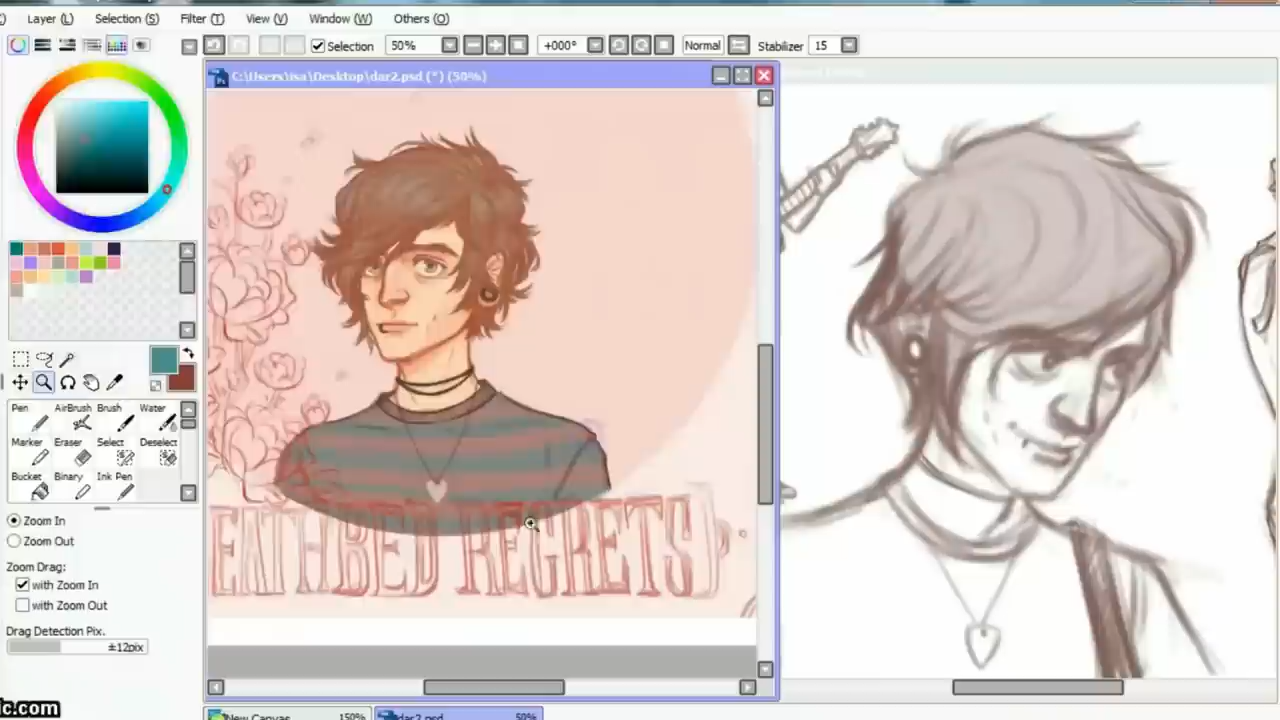 Layer (L) Selection (S) Filter (T) View (V) Window (W) Others (O)
Selection 50% +000° Normal Stabilizer 15
C:\Users\isa\Desktop\dar2.psd (*) (50%)
Pen AirBrush Brush Water
Marker Eraser Select Deselect
Bucket Binary Ink Pen
Zoom In
Zoom Out
Zoom Drag:
with Zoom In
with Zoom Out
Drag Detection Pix.
±12pix
EATHBED REGRETS
ic.com
New Canvas 150% dar2.psd 50%